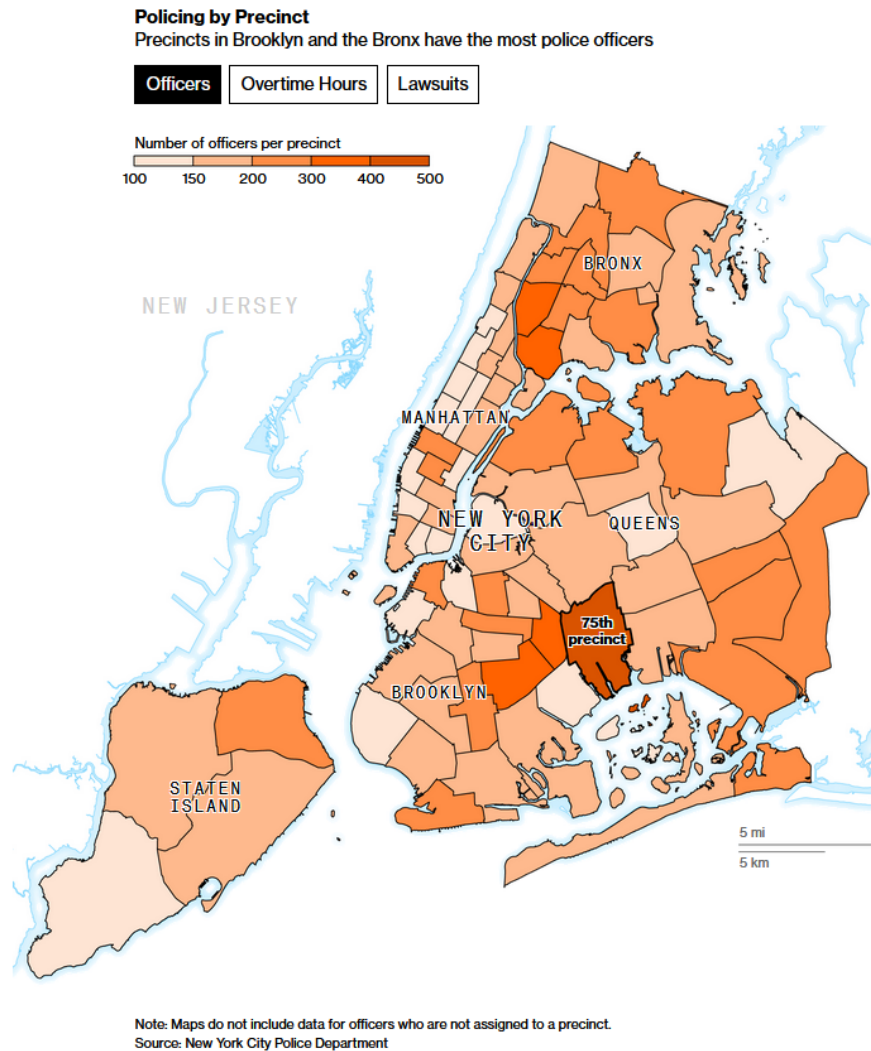 Policing by Precinct
Precincts in Brooklyn and the Bronx have the most police officers
Officers
Overtime Hours
Lawsuits
Number of officers per precinct
100 150 200 300 400 500
NEW JERSEY
BRONX
MANHATTAN
NEW YORK
CITY
QUEENS
75th
precinct
BROOKLYN
STATEN
ISLAND
5 mi
5 km
Note: Maps do not include data for officers who are not assigned to a precinct.
Source: New York City Police Department